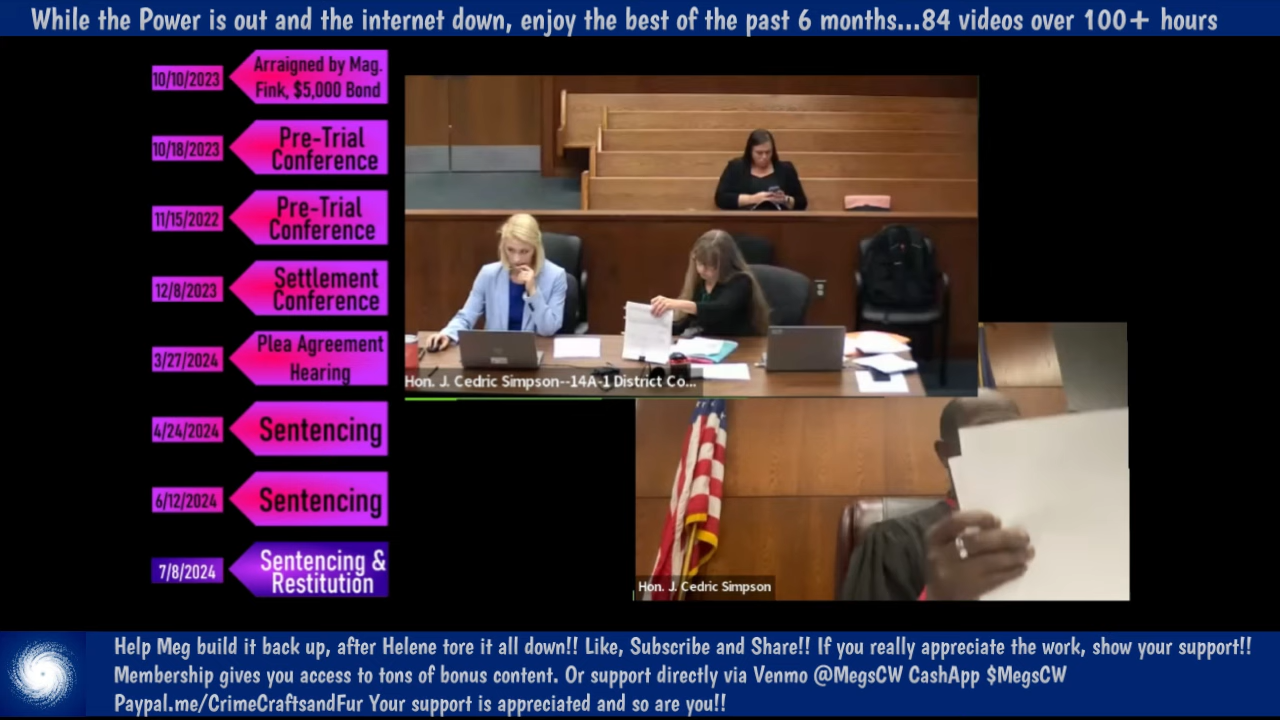 While the Power is out and the internet down, enjoy the best of the past 6 months...84 videos over 100+ hours
10/10/2023
Arraigned by Mag.
Fink, $5,000 Bond
10/18/2023
Pre-Trial
Conference
11/15/2022
Pre-Trial
Conference
12/8/2023
Settlement
Conference
3/27/2024
Plea Agreement
Hearing
4/24/2024
Sentencing
6/12/2024
Sentencing
7/8/2024
Sentencing &
Restitution
Hon. J. Cedric Simpson--14A-1 District Co...
Hon. J. Cedric Simpson
Help Meg build it back up, after Helene tore it all down!! Like, Subscribe and Share!! If you really appreciate the work, show your support!!
Membership gives you access to tons of bonus content. Or support directly via Venmo @MegsCW CashApp $MegsCW
Paypal.me/CrimeCraftsandFur Your support is appreciated and so are you!!